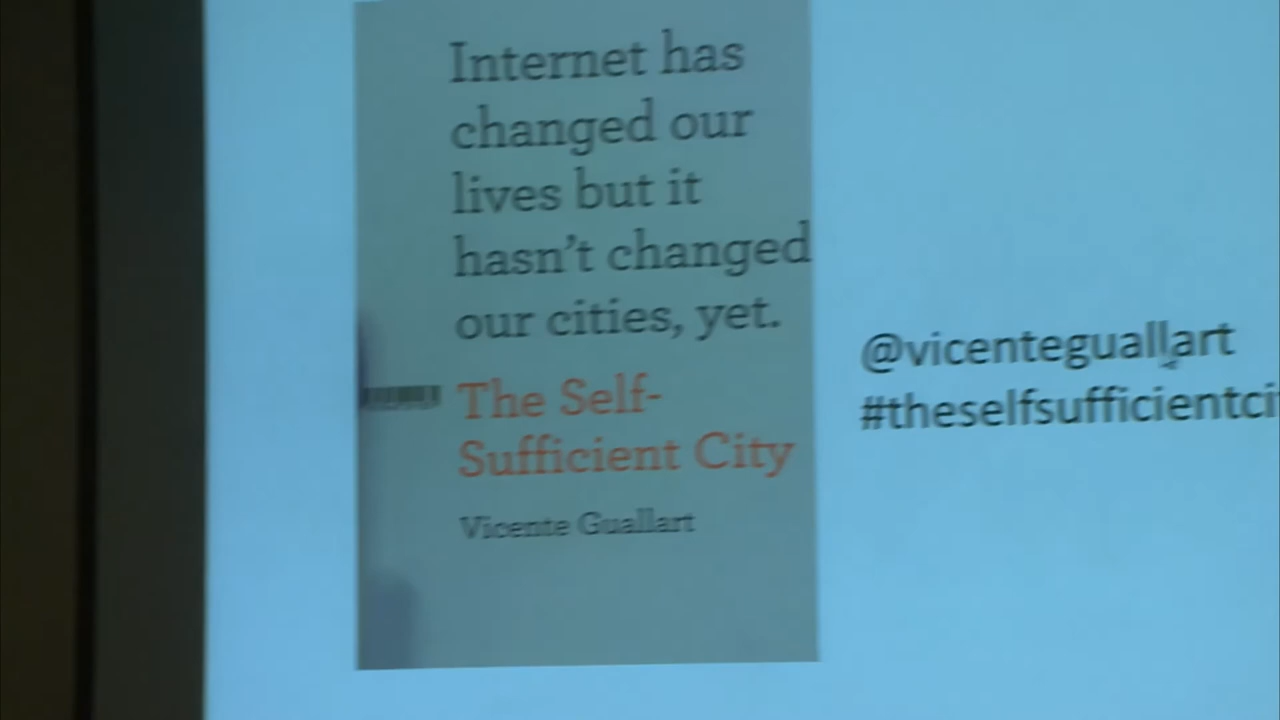 Internet has
changed our
lives but it
hasn't changed
our cities, yet.
The Self-
Sufficient City
Vicente Guallart
@vicenteguallart
#theselfsufficientci